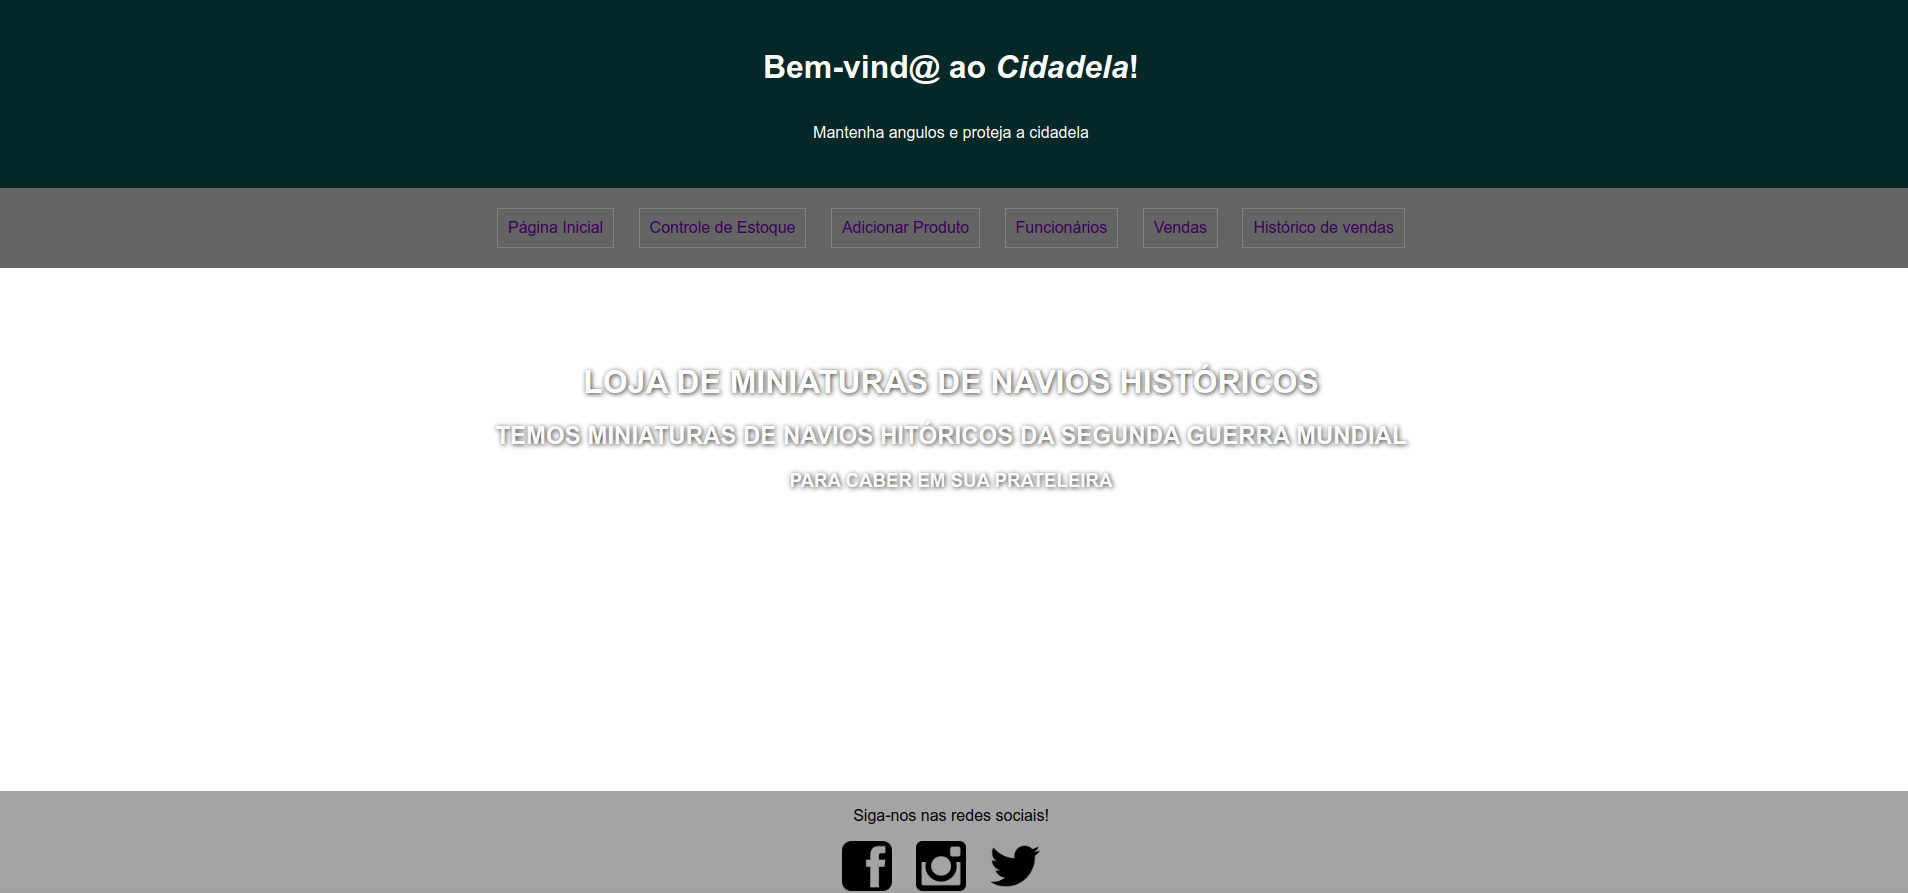 Bem-vind@ ao Cidadela!
Mantenha angulos e proteja a cidadela
Página Inicial Controle de Estoque Adicionar Produto Funcionários Vendas Histórico de vendas
LOJA DE MINIATURAS DE NAVIOS HISTÓRICOS
TEMOS MINIATURAS DE NAVIOS HITÓRICOS DA SEGUNDA GUERRA MUNDIAL
PARA CABER EM SUA PRATELEIRA
Siga-nos nas redes sociais!